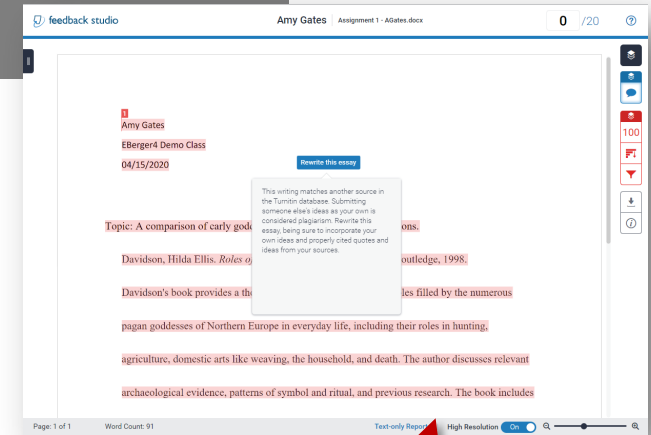 feedback studio
Amy Gates Assignment 1 - AGates.docx
0 /20
1
Amy Gates
EBerger4 Demo Class
04/15/2020
Rewrite this essay
This writing matches another source in
the Turnitin database. Submitting
someone else's ideas as your own is
considered plagiarism. Rewrite this
essay, being sure to incorporate your
own ideas and properly cited quotes and
ideas from your sources.
Topic: A comparison of early ons.
Davidson, Hilda Ellis. Roles outledge, 1998.
Davidson's book provides a les filled by the numerous
pagan goddesses of Northern Europe in everyday life, including their roles in hunting,
agriculture, domestic arts like weaving, the household, and death. The author discusses relevant
archaeological evidence, patterns of symbol and ritual, and previous research. The book includes
100
Page: 1 of 1 Word Count: 91 Text-only Report High Resolution On